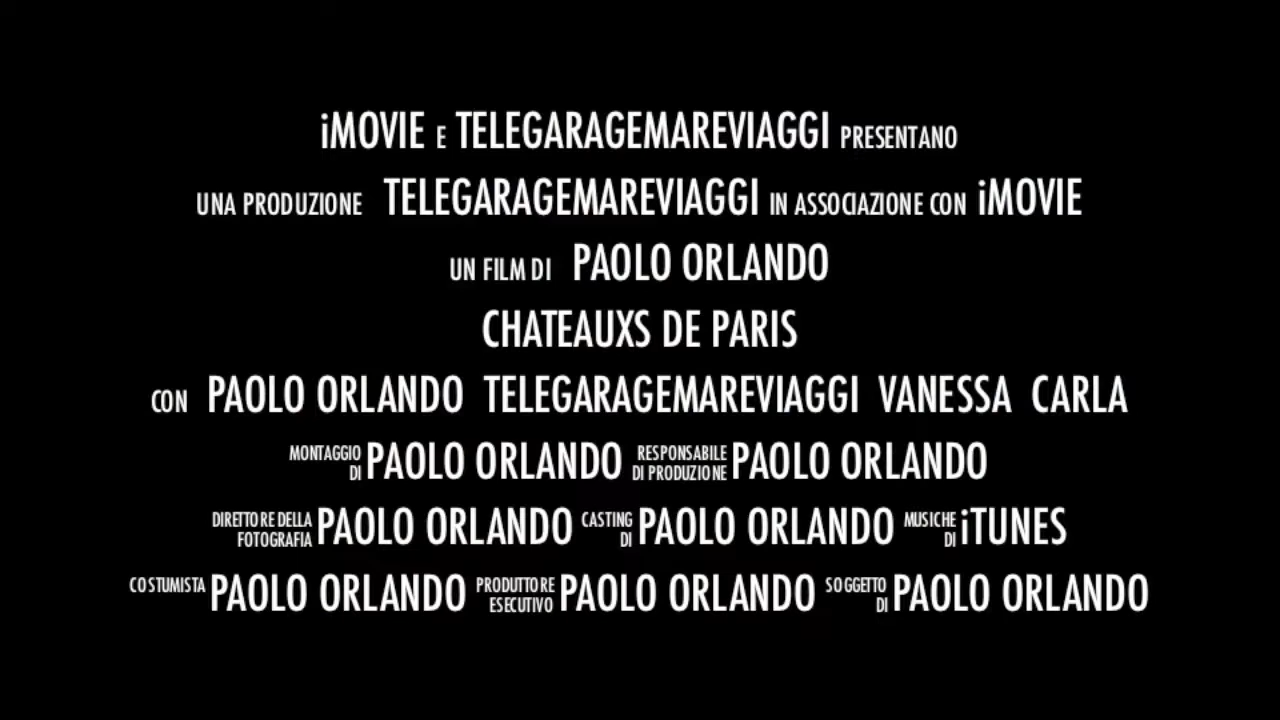 iMOVIE E TELEGARAGEMAREVIAGGI PRESENTANO
UNA PRODUZIONE TELEGARAGEMAREVIAGGI IN ASSOCIAZIONE CON iMOVIE
UN FILM DI PAOLO ORLANDO
CHATEAUXS DE PARIS
CON PAOLO ORLANDO TELEGARAGEMAREVIAGGI VANESSA CARLA
MONTAGGIO DI PAOLO ORLANDO RESPONSABILE DI PRODUZIONE PAOLO ORLANDO
DIRETTORE DELLA FOTOGRAFIA PAOLO ORLANDO CASTING DI PAOLO ORLANDO MUSICHE DI iTUNES
COSTUMISTA PAOLO ORLANDO PRODUTTORE ESECUTIVO PAOLO ORLANDO SOGGETTO DI PAOLO ORLANDO